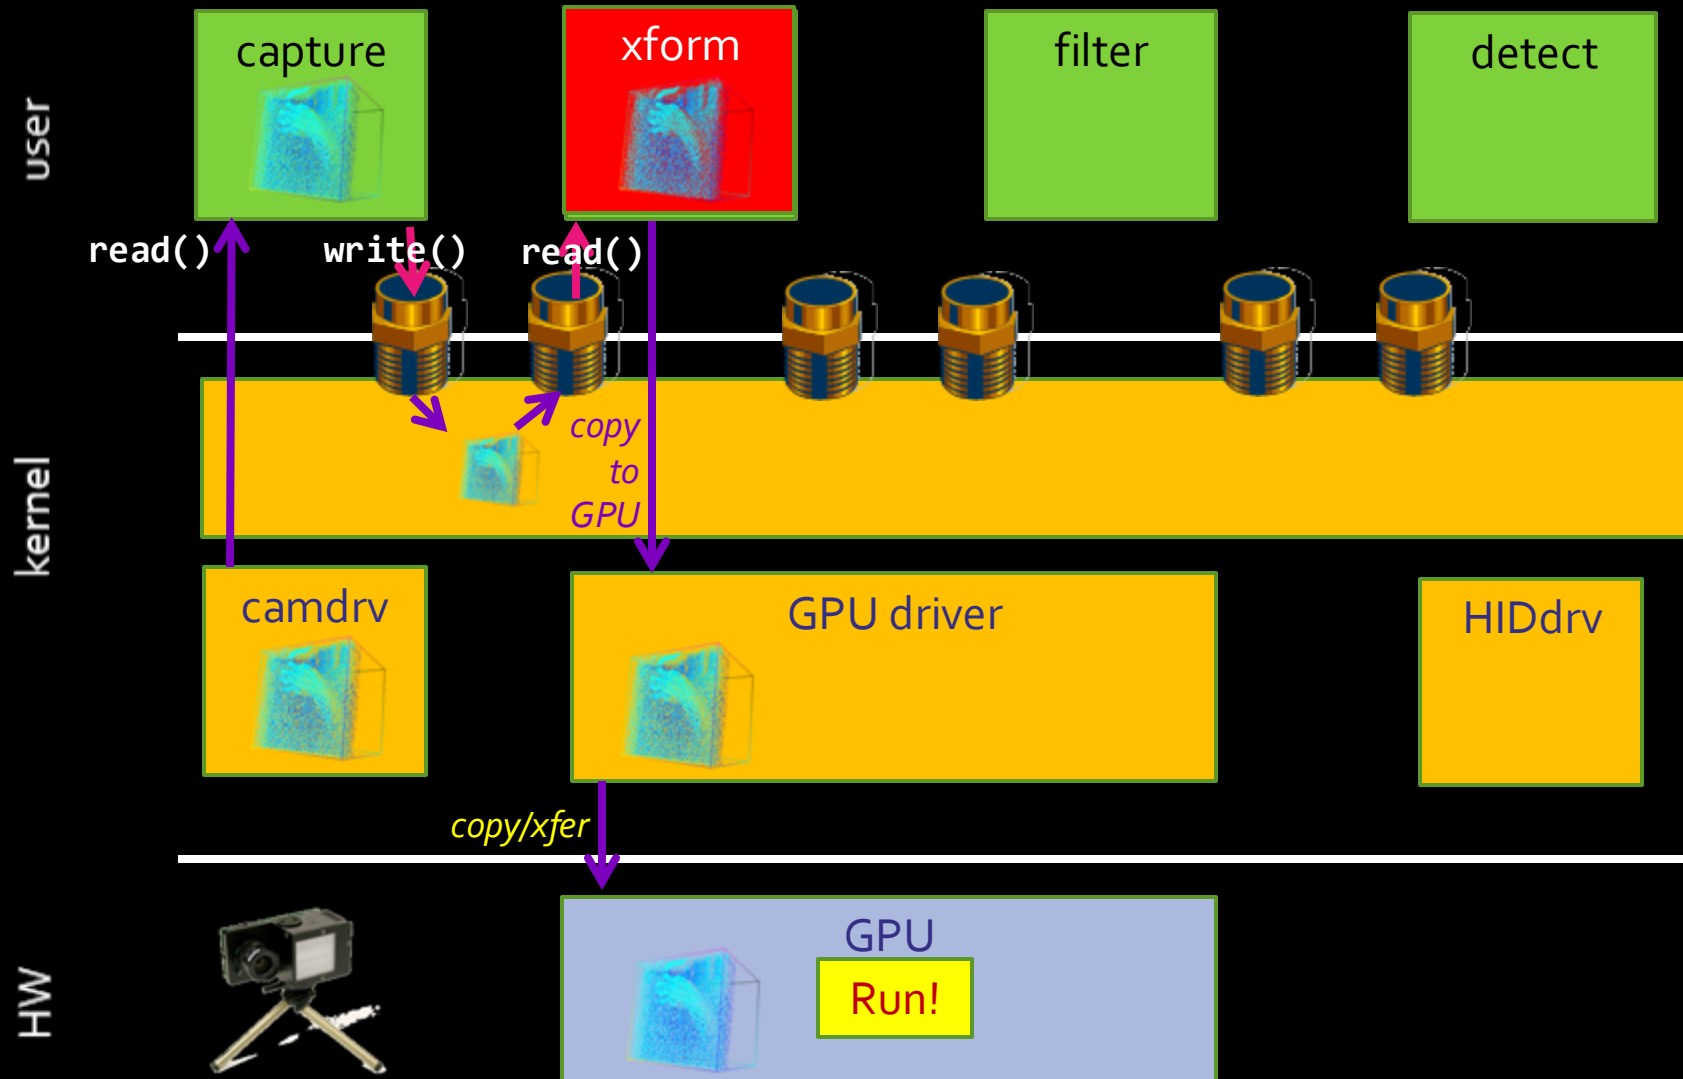 user
capture
xform
filter
detect
read()
write()
read()
kernel
copy
to
GPU
camdrv
GPU driver
HIDdrv
copy/xfer
HW
GPU
Run!